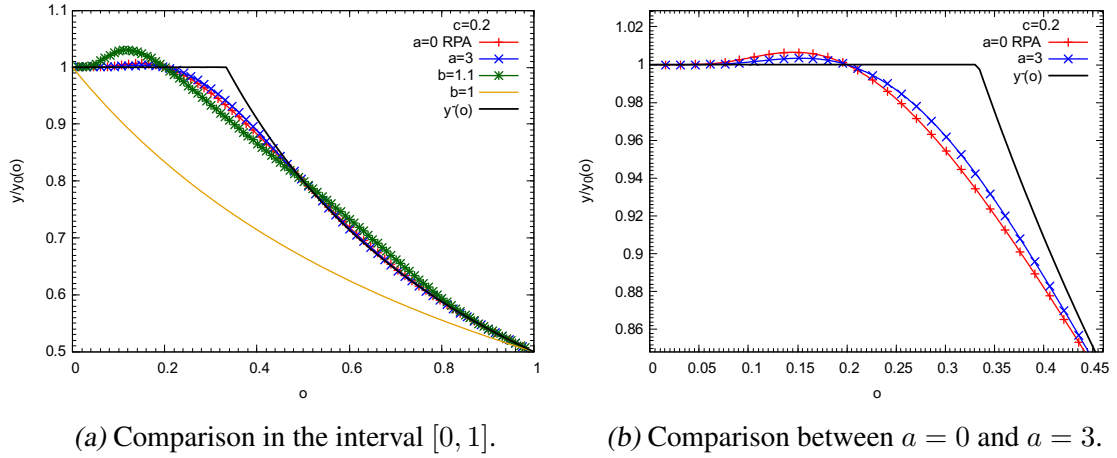 y/y₀(o)
1.1
1
0.9
0.8
0.7
0.6
0.5
0
0.2
0.4
0.6
0.8
1
o
c=0.2
a=0 RPA
a=3
b=1.1
b=1
y˜(o)
y/y₀(o)
1.02
1
0.98
0.96
0.94
0.92
0.9
0.88
0.86
0
0.05
0.1
0.15
0.2
0.25
0.3
0.35
0.4
0.45
o
c=0.2
a=0 RPA
a=3
y˜(o)
(a) Comparison in the interval [0, 1].
(b) Comparison between a = 0 and a = 3.